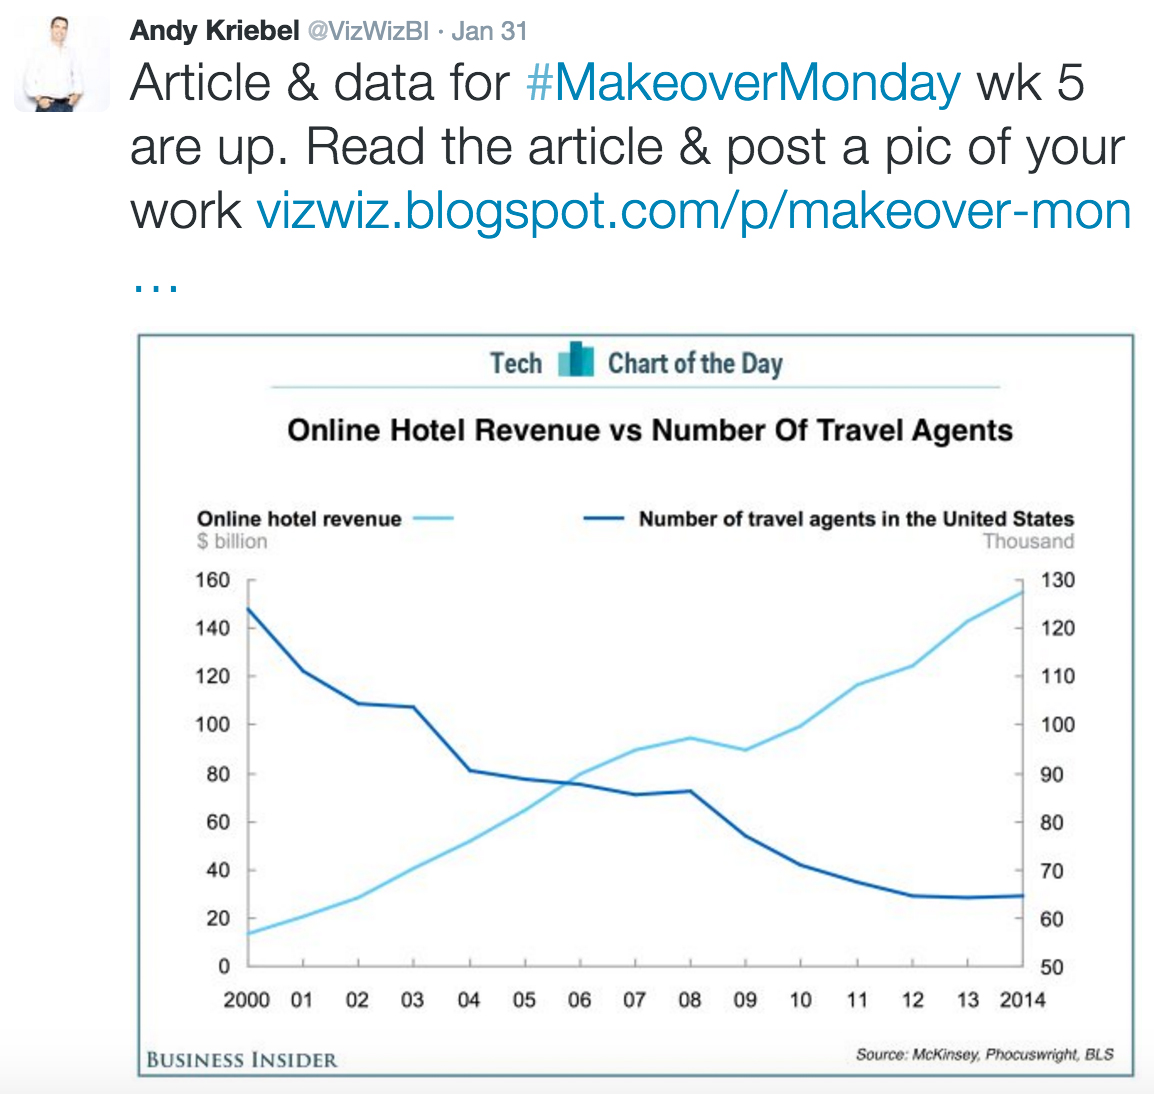 Andy Kriebel @VizWizBI · Jan 31
Article & data for #MakeoverMonday wk 5
are up. Read the article & post a pic of your
work vizwiz.blogspot.com/p/makeover-mon
…
Tech Chart of the Day
Online Hotel Revenue vs Number Of Travel Agents
Online hotel revenue
$ billion
Number of travel agents in the United States
Thousand
160
140
120
100
80
60
40
20
0
130
120
110
100
90
80
70
60
50
2000 01 02 03 04 05 06 07 08 09 10 11 12 13 2014
BUSINESS INSIDER
Source: McKinsey, Phocuswright, BLS